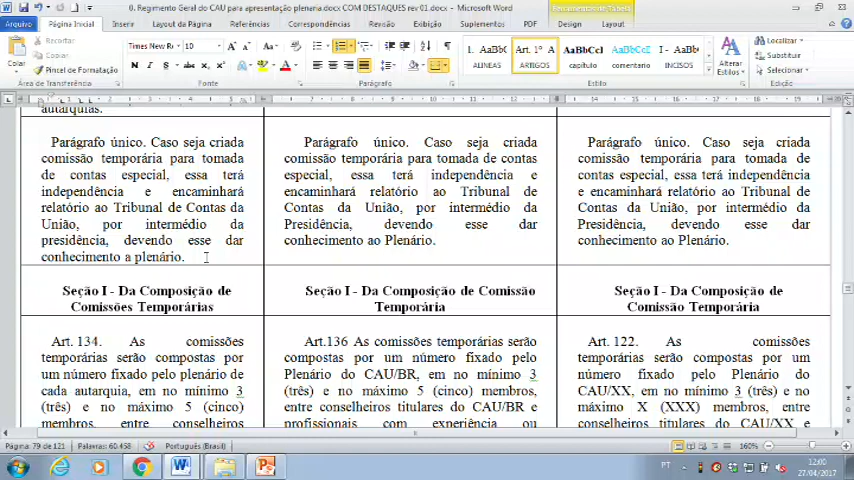 0. Regimento Geral do CAU para apresentação plenaria.docx COM DESTAQUES rev 01.docx - Microsoft Word
Arquivo Página Inicial Inserir Layout da Página Referências Correspondências Revisão Exibição Suplementos PDF Design Layout
Recortar
Copiar
Pincel de Formatação
Colar
Área de Transferência
Times New Ro 10
N I S
Fonte
Parágrafo
1. AaBbC Art. 1º A AaBbCcl AaBbCcI I - AaBb
ALINEAS ARTIGOS capítulo comentario INCISOS
Alterar Estilos
Estilo
Localizar
Substituir
Selecionar
Edição
autarquias.
Parágrafo único. Caso seja criada
comissão temporária para tomada
de contas especial, essa terá
independência e encaminhará
relatório ao Tribunal de Contas da
União, por intermédio da
presidência, devendo esse dar
conhecimento a plenário.
Parágrafo único. Caso seja criada
comissão temporária para tomada de contas
especial, essa terá independência e
encaminhará relatório ao Tribunal de
Contas da União, por intermédio da
Presidência, devendo esse dar
conhecimento ao Plenário.
Parágrafo único. Caso seja criada
comissão temporária para tomada de
contas especial, essa terá independência
e encaminhará relatório ao Tribunal de
Contas da União, por intermédio da
Presidência, devendo esse dar
conhecimento ao Plenário.
Seção I - Da Composição de
Comissões Temporárias
Seção I - Da Composição de Comissão
Temporária
Seção I - Da Composição de
Comissão Temporária
Art. 134. As comissões
temporárias serão compostas por
um número fixado pelo plenário de
cada autarquia, em no mínimo 3
(três) e no máximo 5 (cinco)
membros, entre conselheiros
Art.136 As comissões temporárias serão
compostas por um número fixado pelo
Plenário do CAU/BR, em no mínimo 3
(três) e no máximo 5 (cinco) membros,
entre conselheiros titulares do CAU/BR e
profissionais com experiência ou
Art. 122. As comissões
temporárias serão compostas por um
número fixado pelo Plenário do
CAU/XX, em no mínimo 3 (três) e no
máximo X (XXX) membros, entre
conselheiros titulares do CAU/XX e
Página: 79 de 121 Palavras: 60.458 Português (Brasil) 160%
PT 12:00
27/04/2017